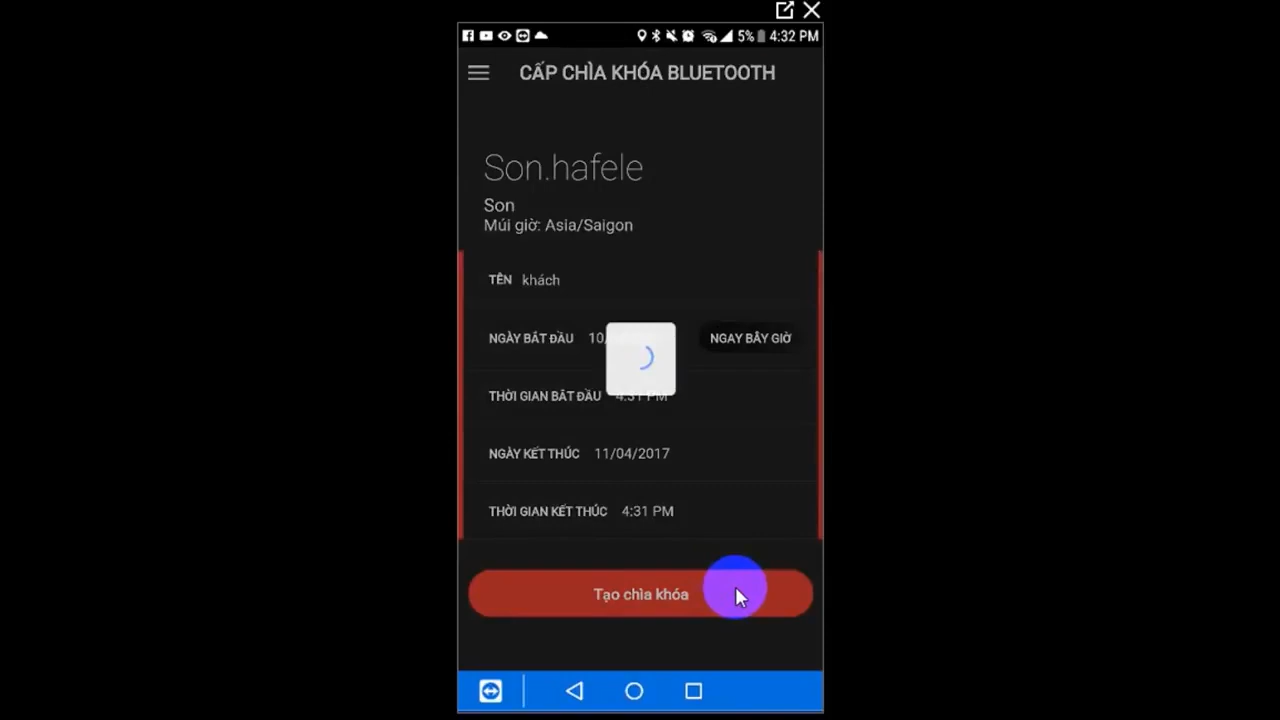 5% 4:32 PM
CẤP CHÌA KHÓA BLUETOOTH
Son.hafele
Son
Múi giờ: Asia/Saigon
TÊN khách
NGÀY BẮT ĐẦU 10/ NGAY BÂY GIỜ
THỜI GIAN BẮT ĐẦU 4:31 PM
NGÀY KẾT THÚC 11/04/2017
THỜI GIAN KẾT THÚC 4:31 PM
Tạo chìa khóa